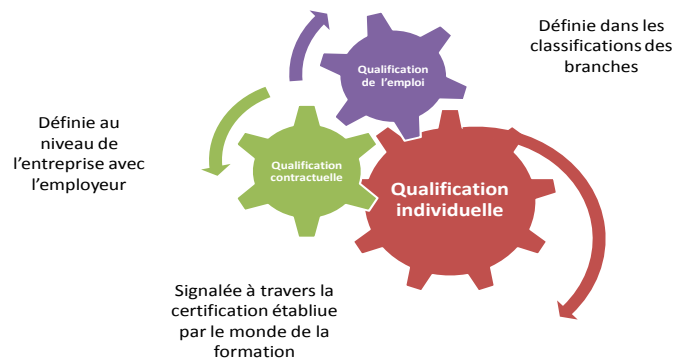 Définie dans les
classifications des
branches
Qualification
de l'emploi
Définie au
niveau de
l'entreprise avec
l'employeur
Qualification
contractuelle
Qualification
individuelle
Signalée à travers la
certification établiue
par le monde de la
formation